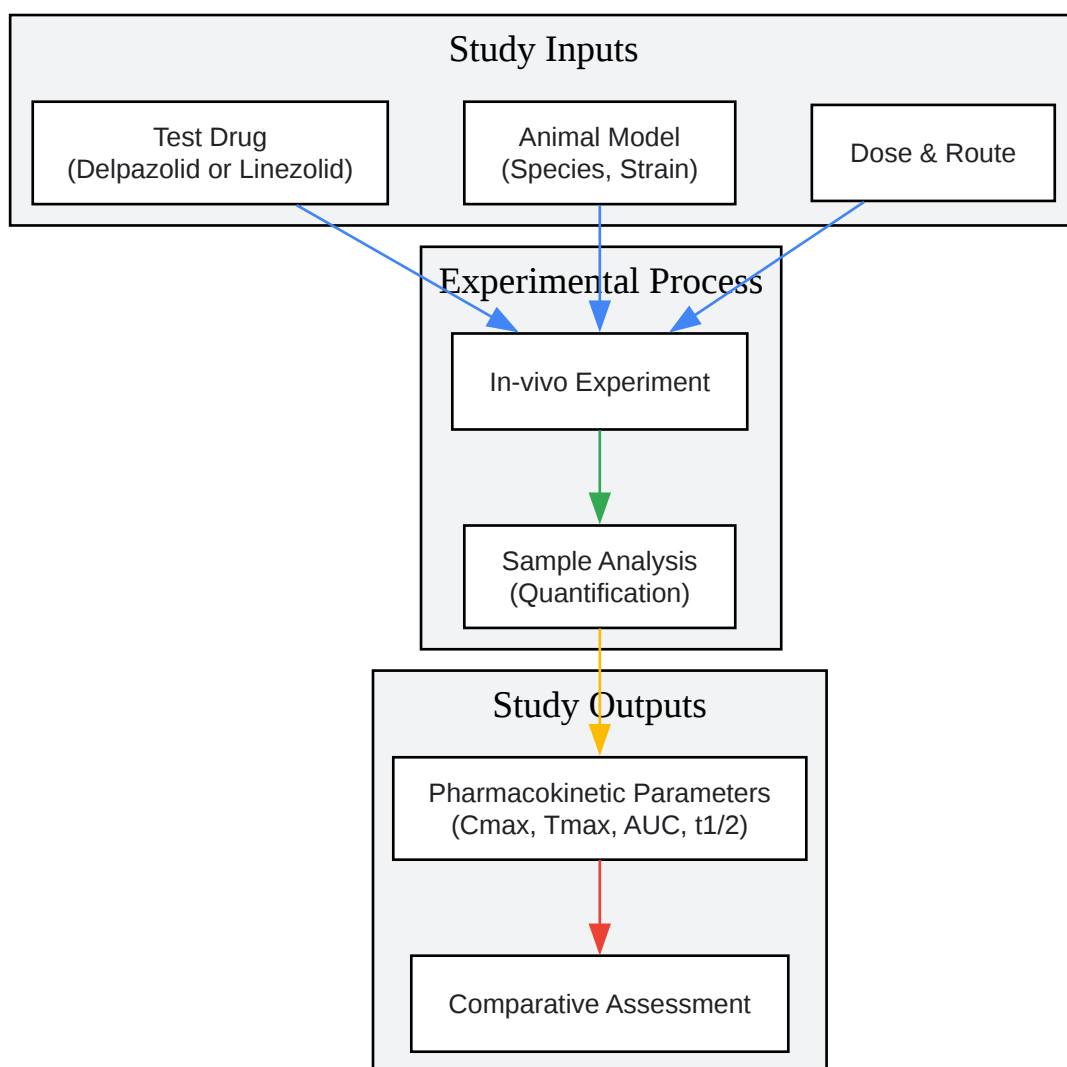 Study Inputs
Test Drug
(Delpazolid or Linezolid)
Animal Model
(Species, Strain)
Dose & Route
Experimental Process
In-vivo Experiment
Sample Analysis
(Quantification)
Study Outputs
Pharmacokinetic Parameters
(Cmax, Tmax, AUC, t1/2)
Comparative Assessment